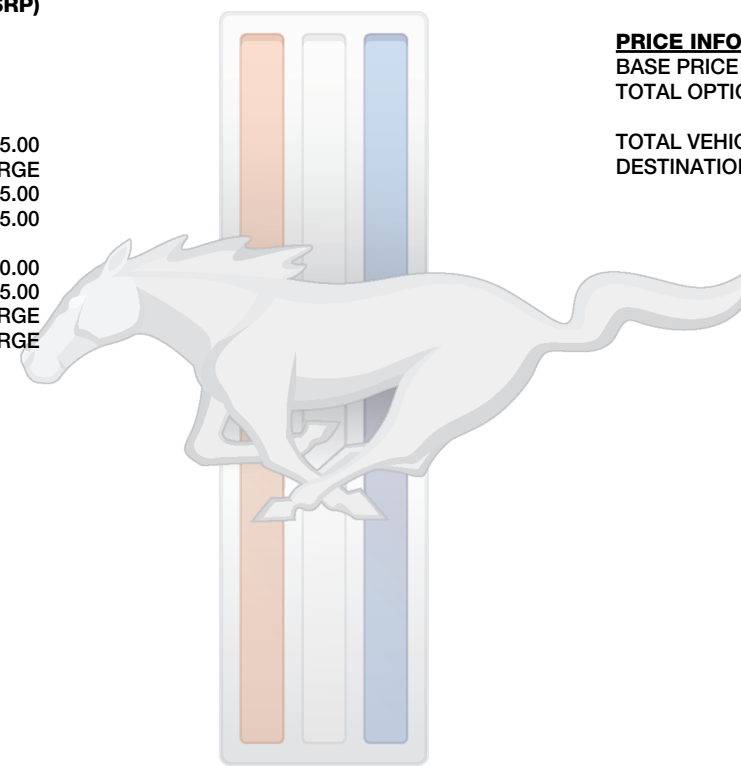 SRP)
5.00
RGE
5.00
5.00
0.00
5.00
RGE
RGE
PRICE INFO
BASE PRICE
TOTAL OPTIO
TOTAL VEHIC
DESTINATION